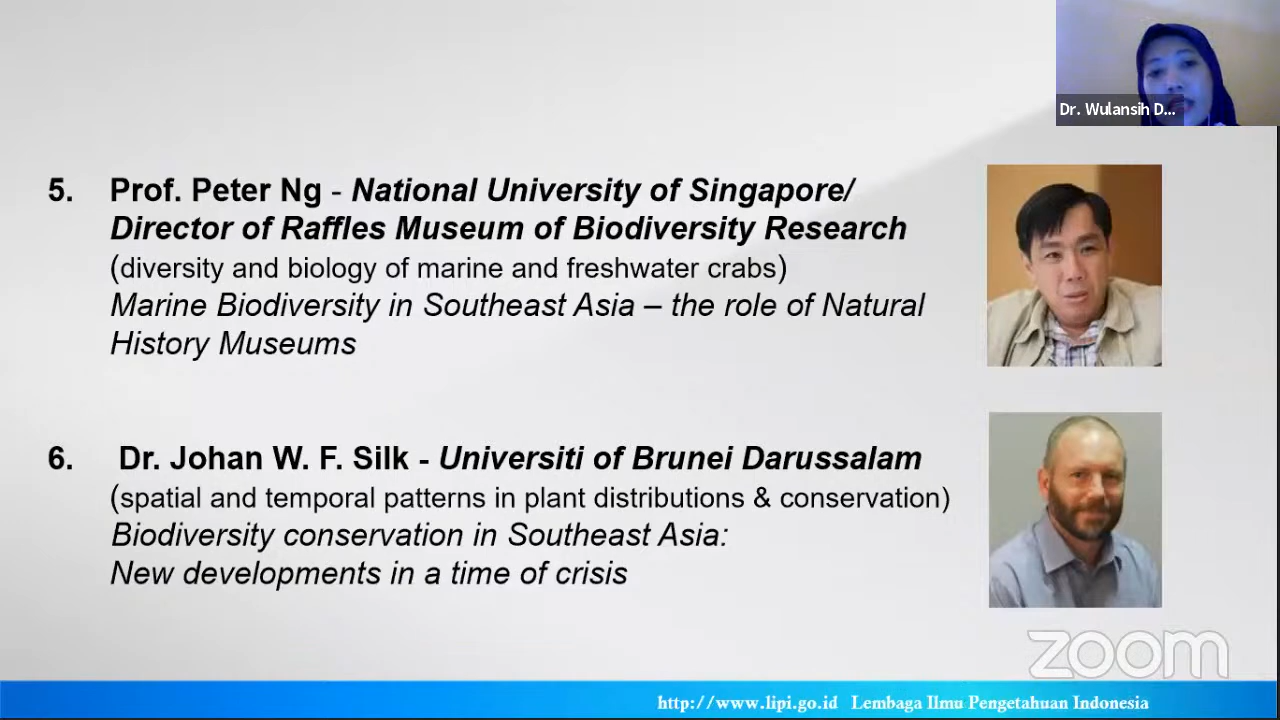 Dr. Wulansih D...
5. Prof. Peter Ng - National University of Singapore/
Director of Raffles Museum of Biodiversity Research
(diversity and biology of marine and freshwater crabs)
Marine Biodiversity in Southeast Asia – the role of Natural
History Museums
6. Dr. Johan W. F. Silk - Universiti of Brunei Darussalam
(spatial and temporal patterns in plant distributions & conservation)
Biodiversity conservation in Southeast Asia:
New developments in a time of crisis
zoom
http://www.lipi.go.id Lembaga Ilmu Pengetahuan Indonesia